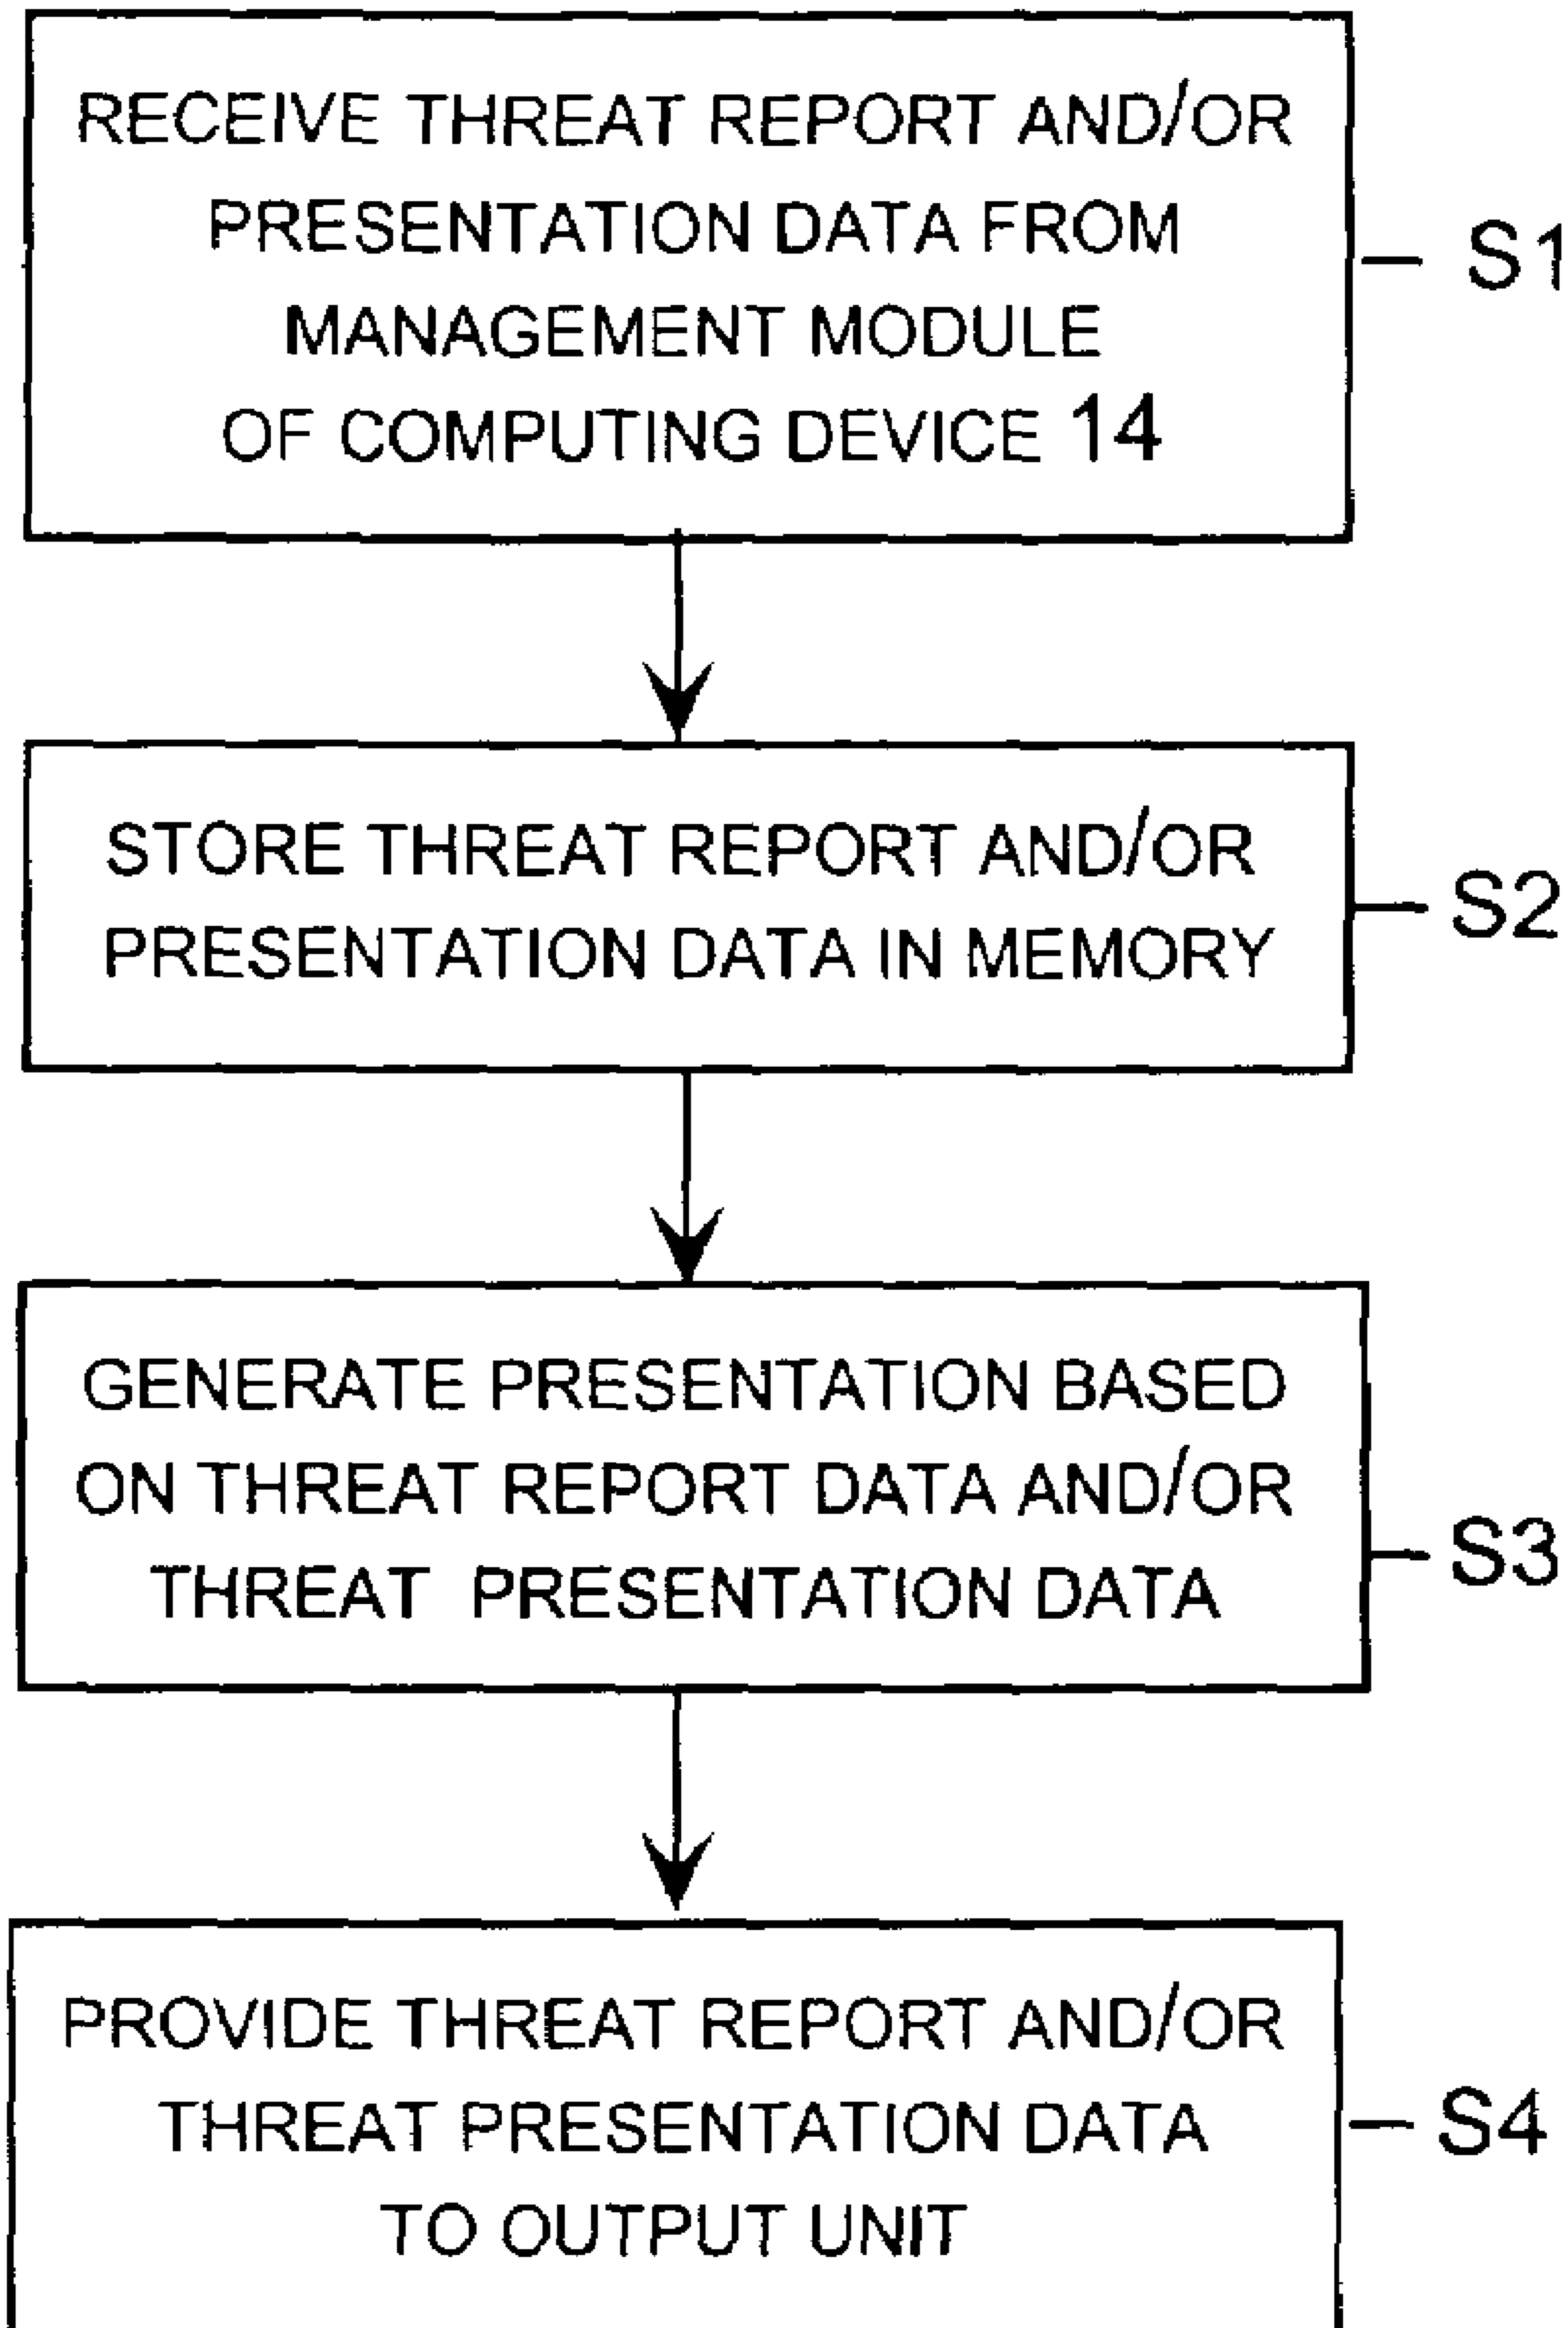 RECEIVE THREAT REPORT AND/OR
PRESENTATION DATA FROM
MANAGEMENT MODULE
OF COMPUTING DEVICE 14
S1
STORE THREAT REPORT AND/OR
PRESENTATION DATA IN MEMORY
S2
GENERATE PRESENTATION BASED
ON THREAT REPORT DATA AND/OR
THREAT PRESENTATION DATA
S3
PROVIDE THREAT REPORT AND/OR
THREAT PRESENTATION DATA
TO OUTPUT UNIT
S4